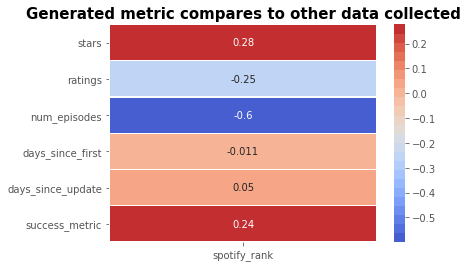 Generated metric compares to other data collected
stars
0.28
ratings
-0.25
num_episodes
-0.6
days_since_first
-0.011
days_since_update
0.05
success_metric
0.24
spotify_rank
0.2
0.1
0.0
-0.1
-0.2
-0.3
-0.4
-0.5